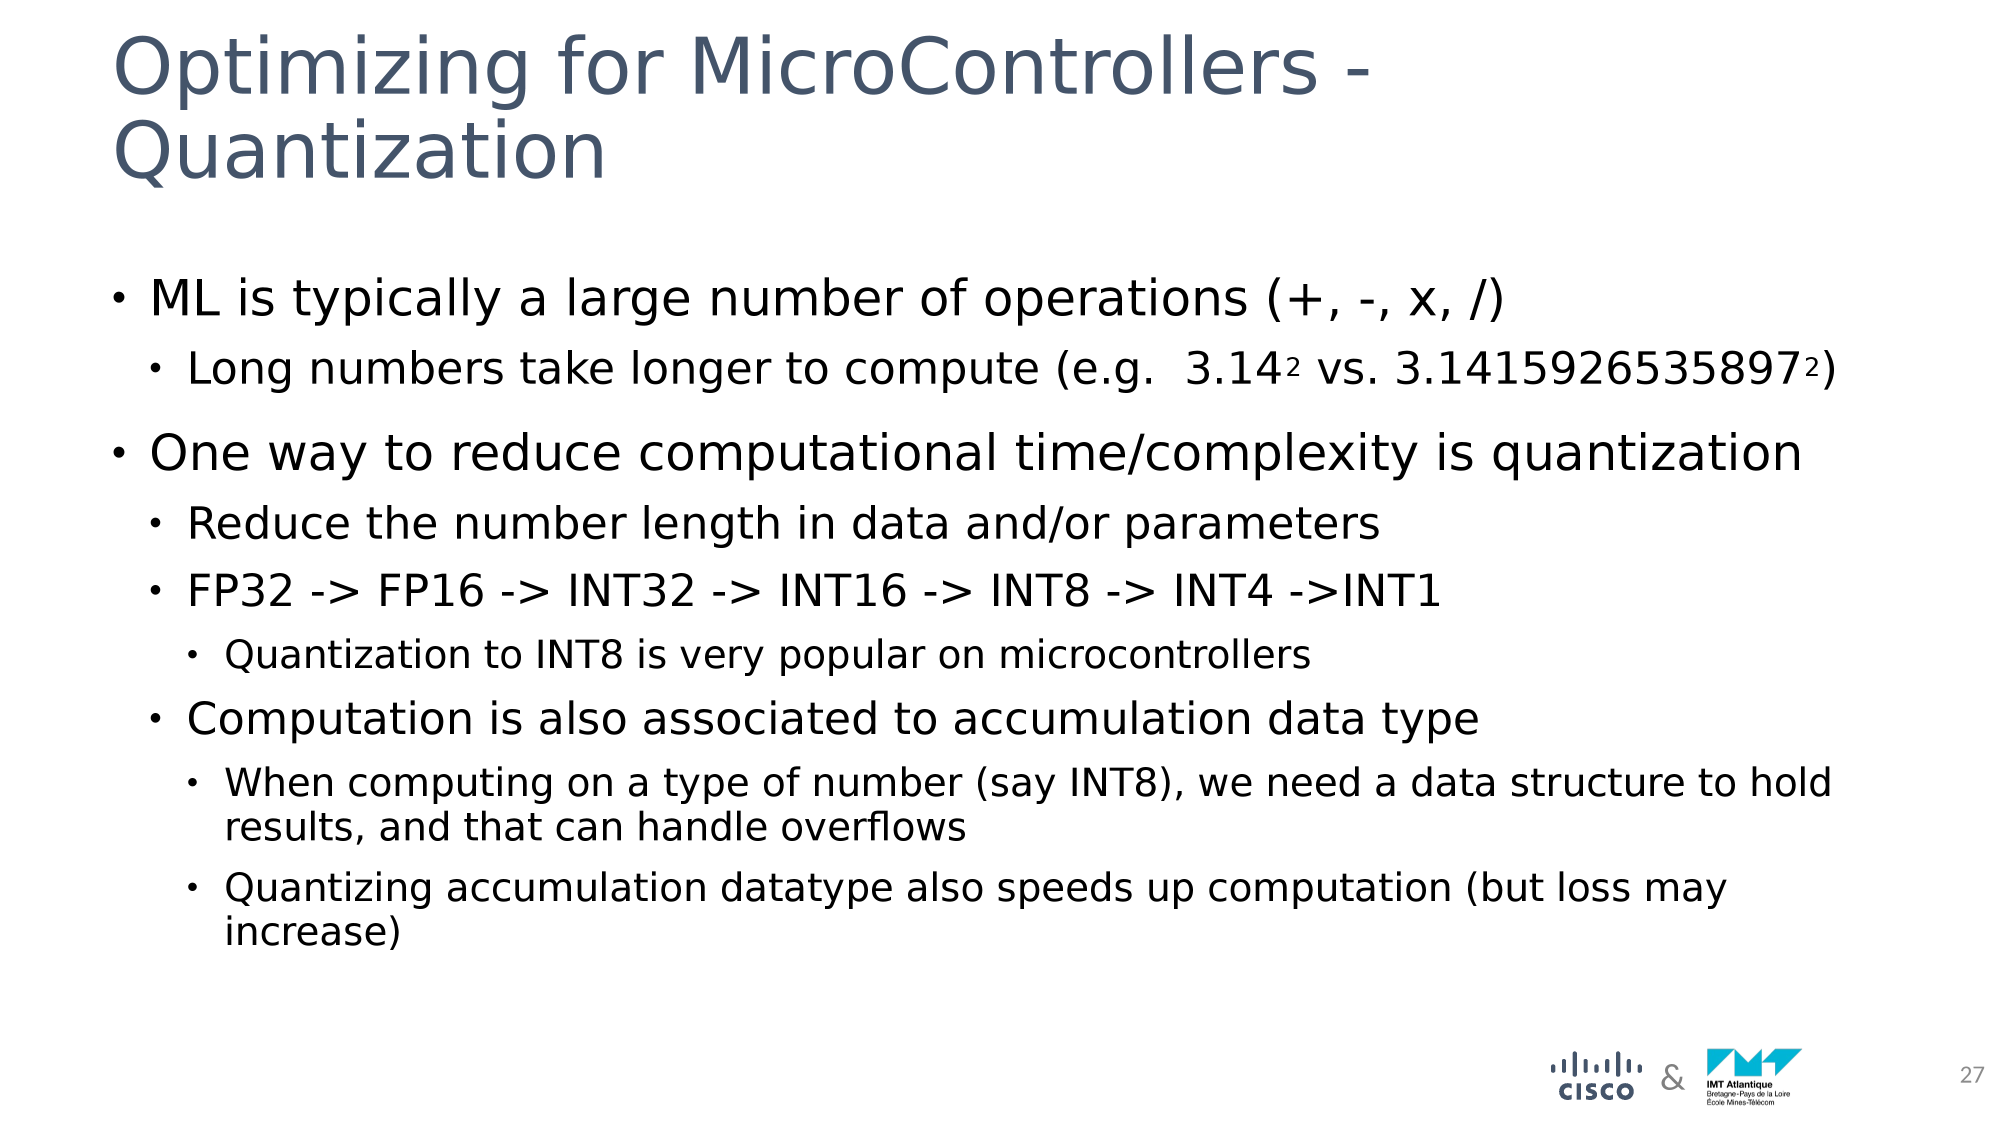 Optimizing for MicroControllers -
Quantization
• ML is typically a large number of operations (+, -, x, /)
• Long numbers take longer to compute (e.g.  3.14² vs. 3.1415926535897²)
• One way to reduce computational time/complexity is quantization
• Reduce the number length in data and/or parameters
• FP32 -> FP16 -> INT32 -> INT16 -> INT8 -> INT4 ->INT1
• Quantization to INT8 is very popular on microcontrollers
• Computation is also associated to accumulation data type
• When computing on a type of number (say INT8), we need a data structure to hold
results, and that can handle overflows
• Quantizing accumulation datatype also speeds up computation (but loss may
increase)
CISCO & IMT Atlantique
Bretagne-Pays de la Loire
École Mines-Télécom
27